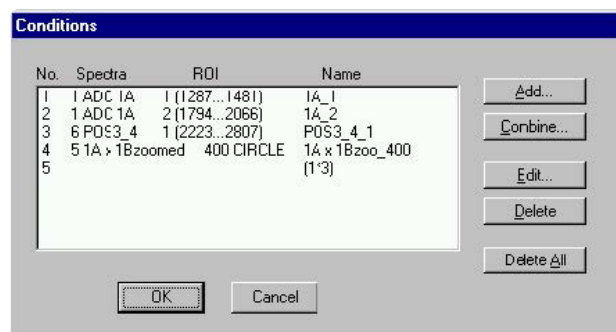 Conditions
No. Spectra ROI Name
1 1 ADC 1A 1 (1287...1481) 1A_1
2 1 ADC 1A 2 (1794...2066) 1A_2
3 6 POS3_4 1 (2223...2807) POS3_4_1
4 5 1A x 1Bzoomed 400 CIRCLE 1A x 1Bzoo_400
5 (1*3)
Add...
Combine...
Edit...
Delete
Delete All
OK Cancel